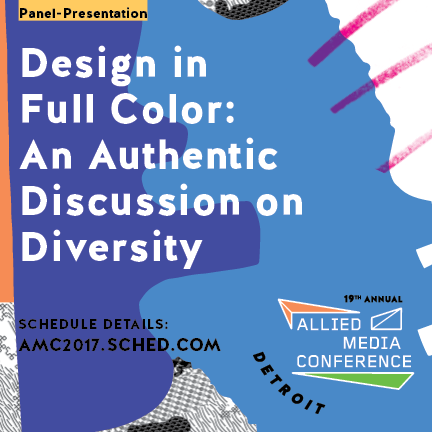 Panel-Presentation
Design in
Full Color:
An Authentic
Discussion on
Diversity
SCHEDULE DETAILS:
AMC2017.SCHED.COM
19TH ANNUAL
ALLIED
MEDIA
CONFERENCE
DETROIT